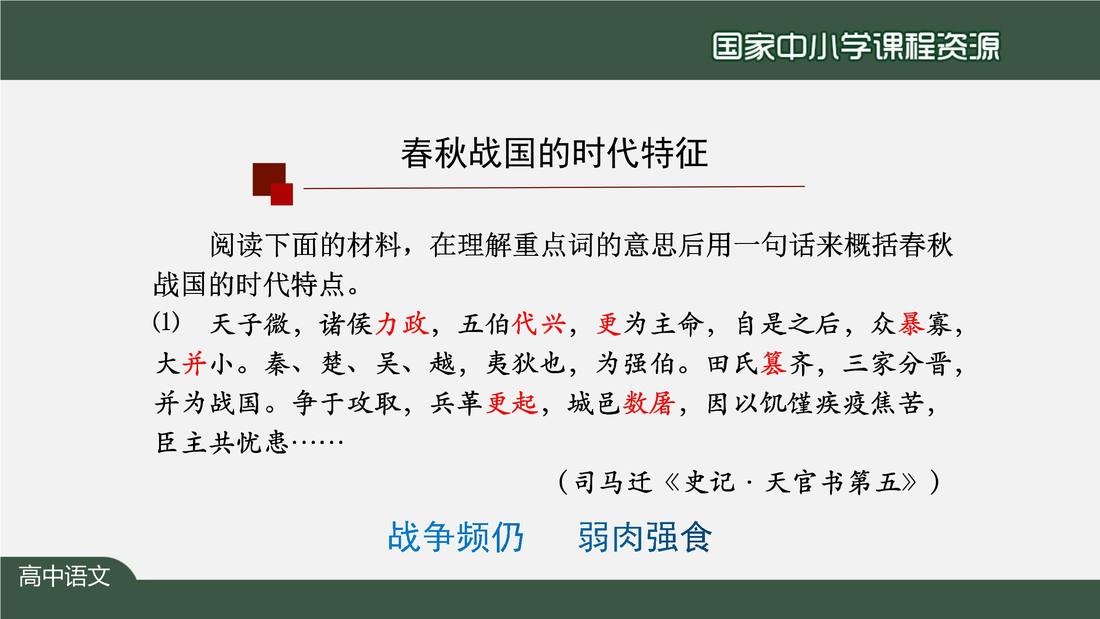 国家中小学课程资源
春秋战国的时代特征
阅读下面的材料，在理解重点词的意思后用一句话来概括春秋
战国的时代特点。
⑴ 天子微，诸侯力政，五伯代兴，更为主命，自是之后，众暴寡，
大并小。秦、楚、吴、越，夷狄也，为强伯。田氏篡齐，三家分晋，
并为战国。争于攻取，兵革更起，城邑数屠，因以饥馑疾疫焦苦，
臣主共忧患……
（司马迁《史记·天官书第五》）
战争频仍 弱肉强食
高中语文